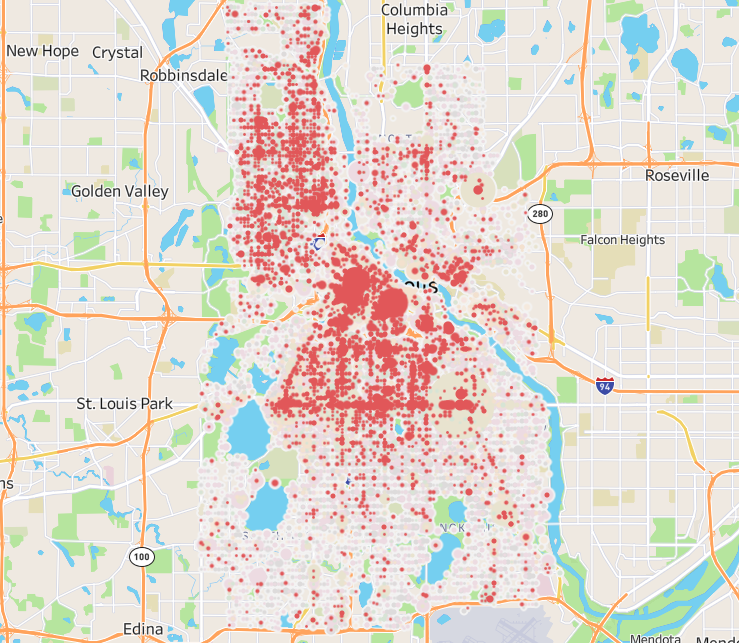 Columbia
Heights
New Hope
Crystal
Robbinsdale
Golden Valley
Roseville
280
Falcon Heights
94
St. Louis Park
100
Edina
Mendota